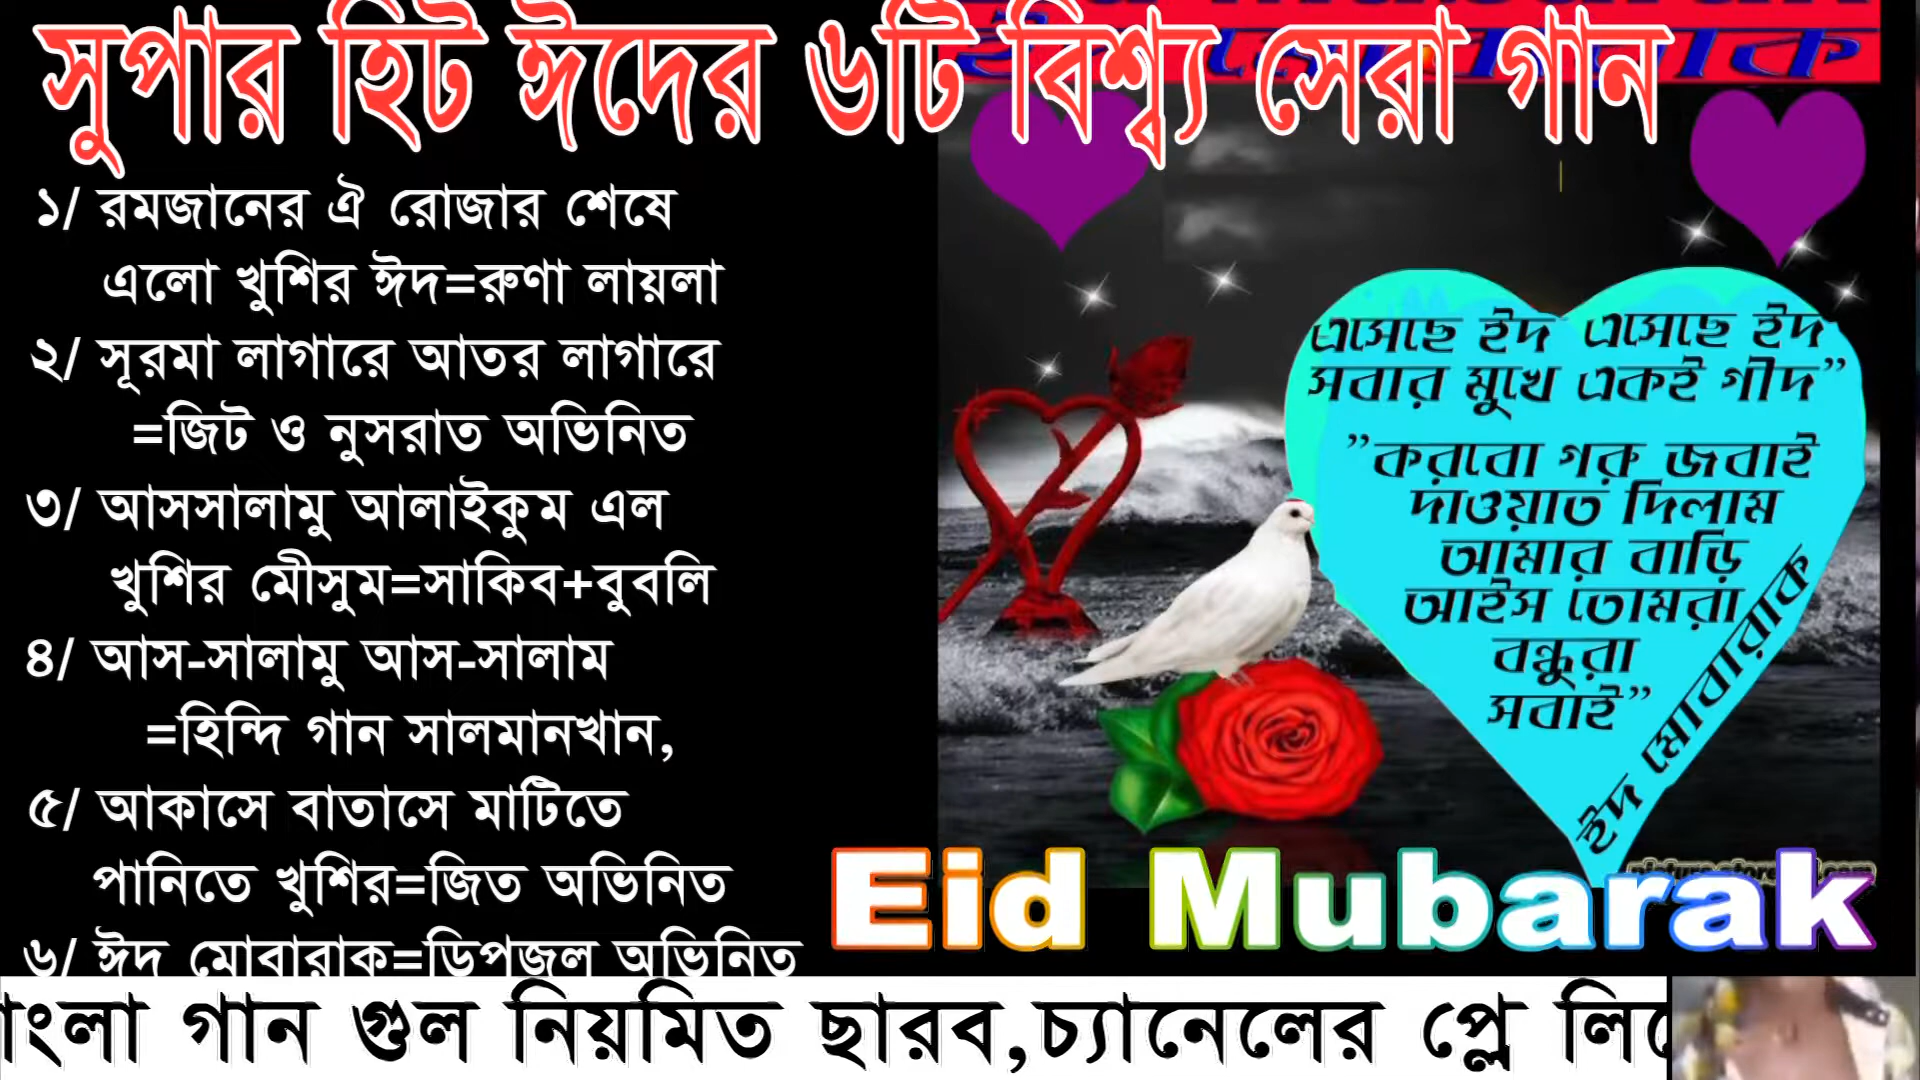 সুপার হিট ঈদের ৬টি বিশ্ব্য সেরা গান
১/ রমজানের ঐ রোজার শেষে
এলো খুশির ঈদ=রুণা লায়লা
২/ সূরমা লাগারে আতর লাগারে
=জিট ও নুসরাত অভিনিত
৩/ আসসালামু আলাইকুম এল
খুশির মৌসুম=সাকিব+বুবলি
৪/ আস-সালামু আস-সালাম
=হিন্দি গান সালমানখান,
৫/ আকাসে বাতাসে মাটিতে
পানিতে খুশির=জিত অভিনিত
৬/ ঈদ মোবারাক=ডিপজল অভিনিত
এসেছে ইদ এসেছে ইদ
সবার মুখে একই গীদ”
”করবো গরু জবাই
দাওয়াত দিলাম
আমার বাড়ি
আইস তোমরা
বন্ধুরা
সবাই”
ইদ মোবারাক
Eid Mubarak
গান গুল নিয়মিত ছারব,চ্যানেলের প্লে